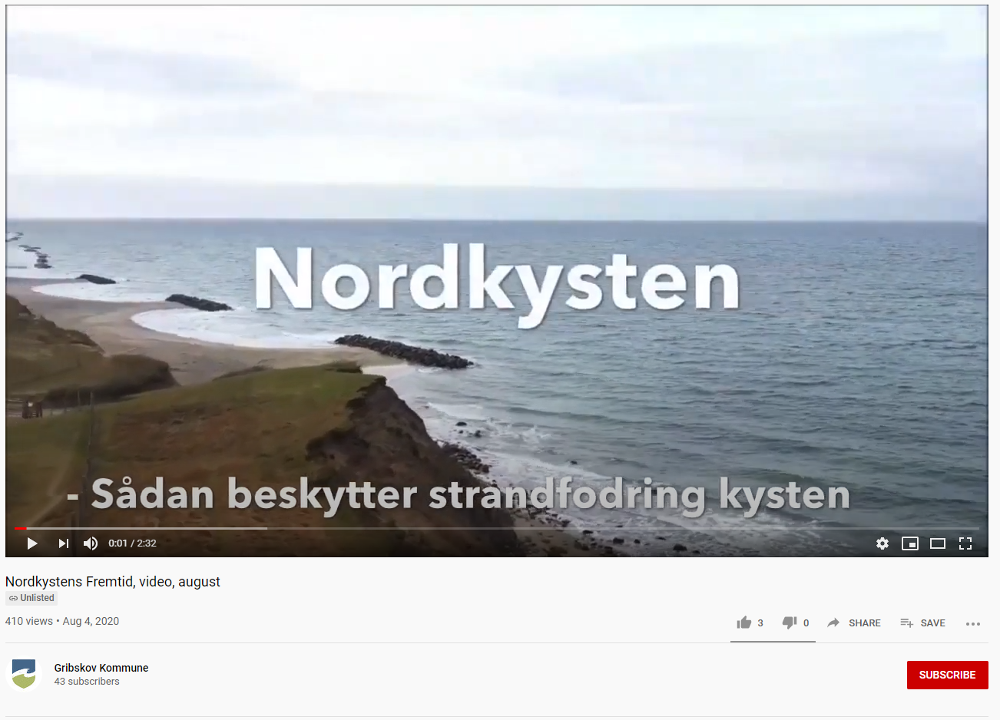 Nordkysten
- Sådan beskytter strandfodring kysten
0:01 / 2:32
Nordkystens Fremtid, video, august
Unlisted
410 views • Aug 4, 2020
3 0 SHARE SAVE
Gribskov Kommune
43 subscribers
SUBSCRIBE